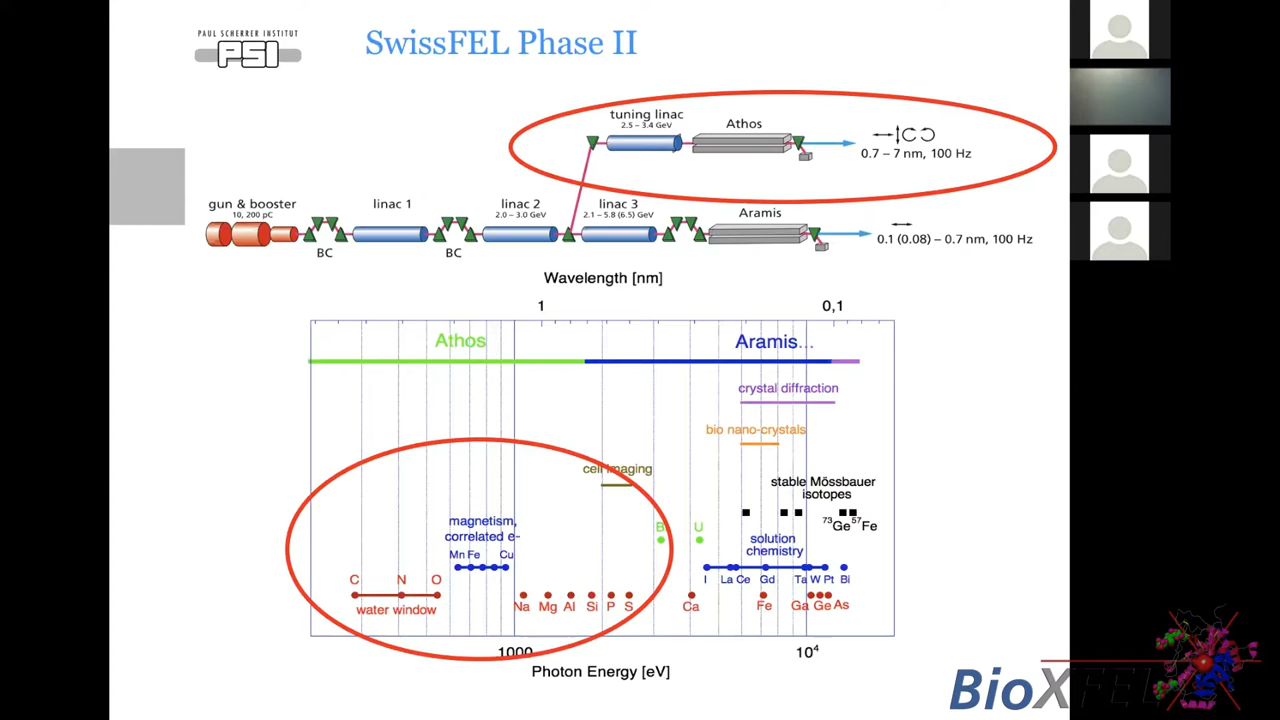 PAUL SCHERRER INSTITUT
PSI
SwissFEL Phase II
tuning linac
2.5 – 3.4 GeV
Athos
0.7 – 7 nm, 100 Hz
gun & booster
10, 200 pC
linac 1
linac 2
2.0 – 3.0 GeV
linac 3
2.1 – 5.8 (6.5) GeV
Aramis
0.1 (0.08) – 0.7 nm, 100 Hz
BC
BC
Wavelength [nm]
1
0,1
Athos
Aramis...
crystal diffraction
bio nano-crystals
cell imaging
stable Mössbauer
isotopes
73Ge 57Fe
magnetism,
correlated e-
Mn Fe Cu
U
solution
chemistry
I La Ce Gd Ta W Pt Bi
C N O
water window
Na Mg Al Si P S Ca Fe Ga Ge As
1000
10⁴
Photon Energy [eV]
BioXFEL